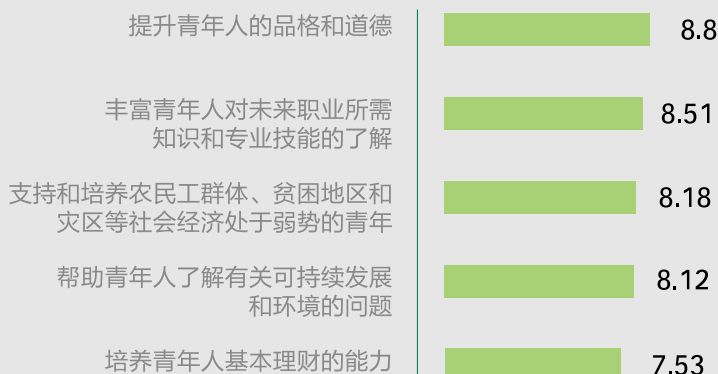 提升青年人的品格和道德
8.8
丰富青年人对未来职业所需
知识和专业技能的了解
8.51
支持和培养农民工群体、贫困地区和
灾区等社会经济处于弱势的青年
8.18
帮助青年人了解有关可持续发展
和环境的问题
8.12
培养青年人基本理财的能力
7.53